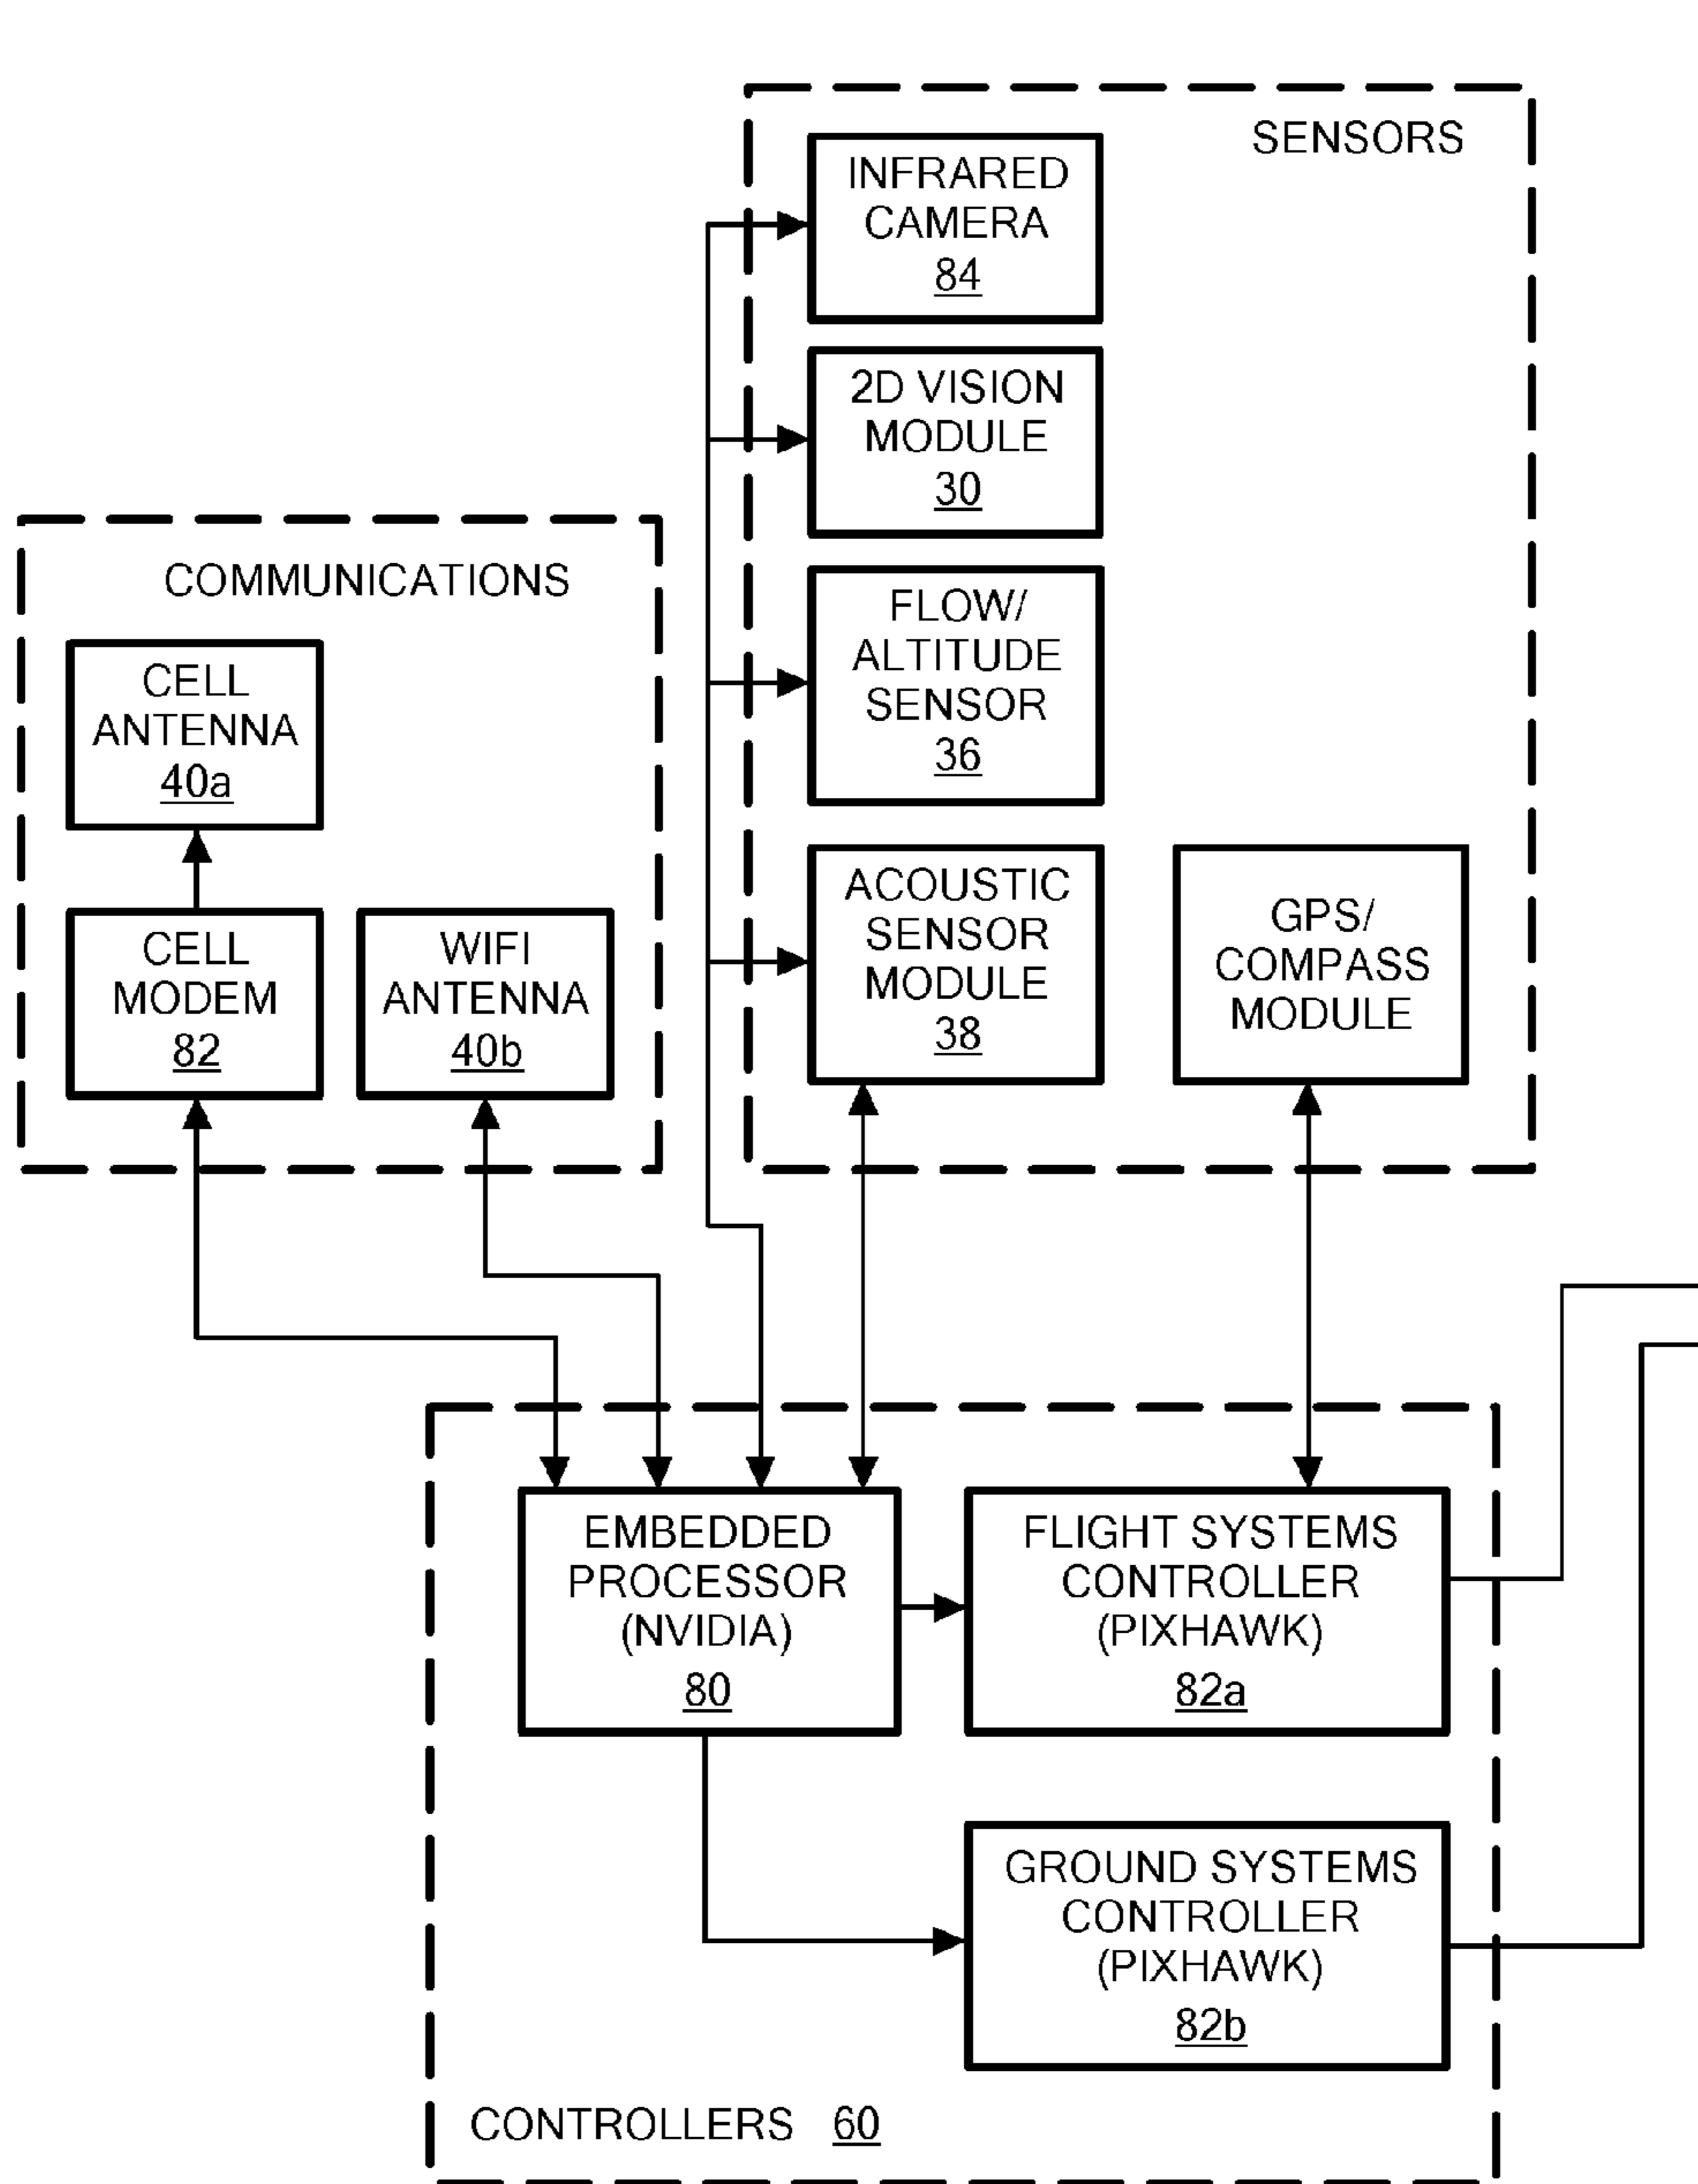 SENSORS
INFRARED
CAMERA
84
2D VISION
MODULE
30
FLOW/
ALTITUDE
SENSOR
36
ACOUSTIC
SENSOR
MODULE
38
GPS/
COMPASS
MODULE
COMMUNICATIONS
CELL
ANTENNA
40a
CELL
MODEM
82
WIFI
ANTENNA
40b
EMBEDDED
PROCESSOR
(NVIDIA)
80
FLIGHT SYSTEMS
CONTROLLER
(PIXHAWK)
82a
GROUND SYSTEMS
CONTROLLER
(PIXHAWK)
82b
CONTROLLERS 60